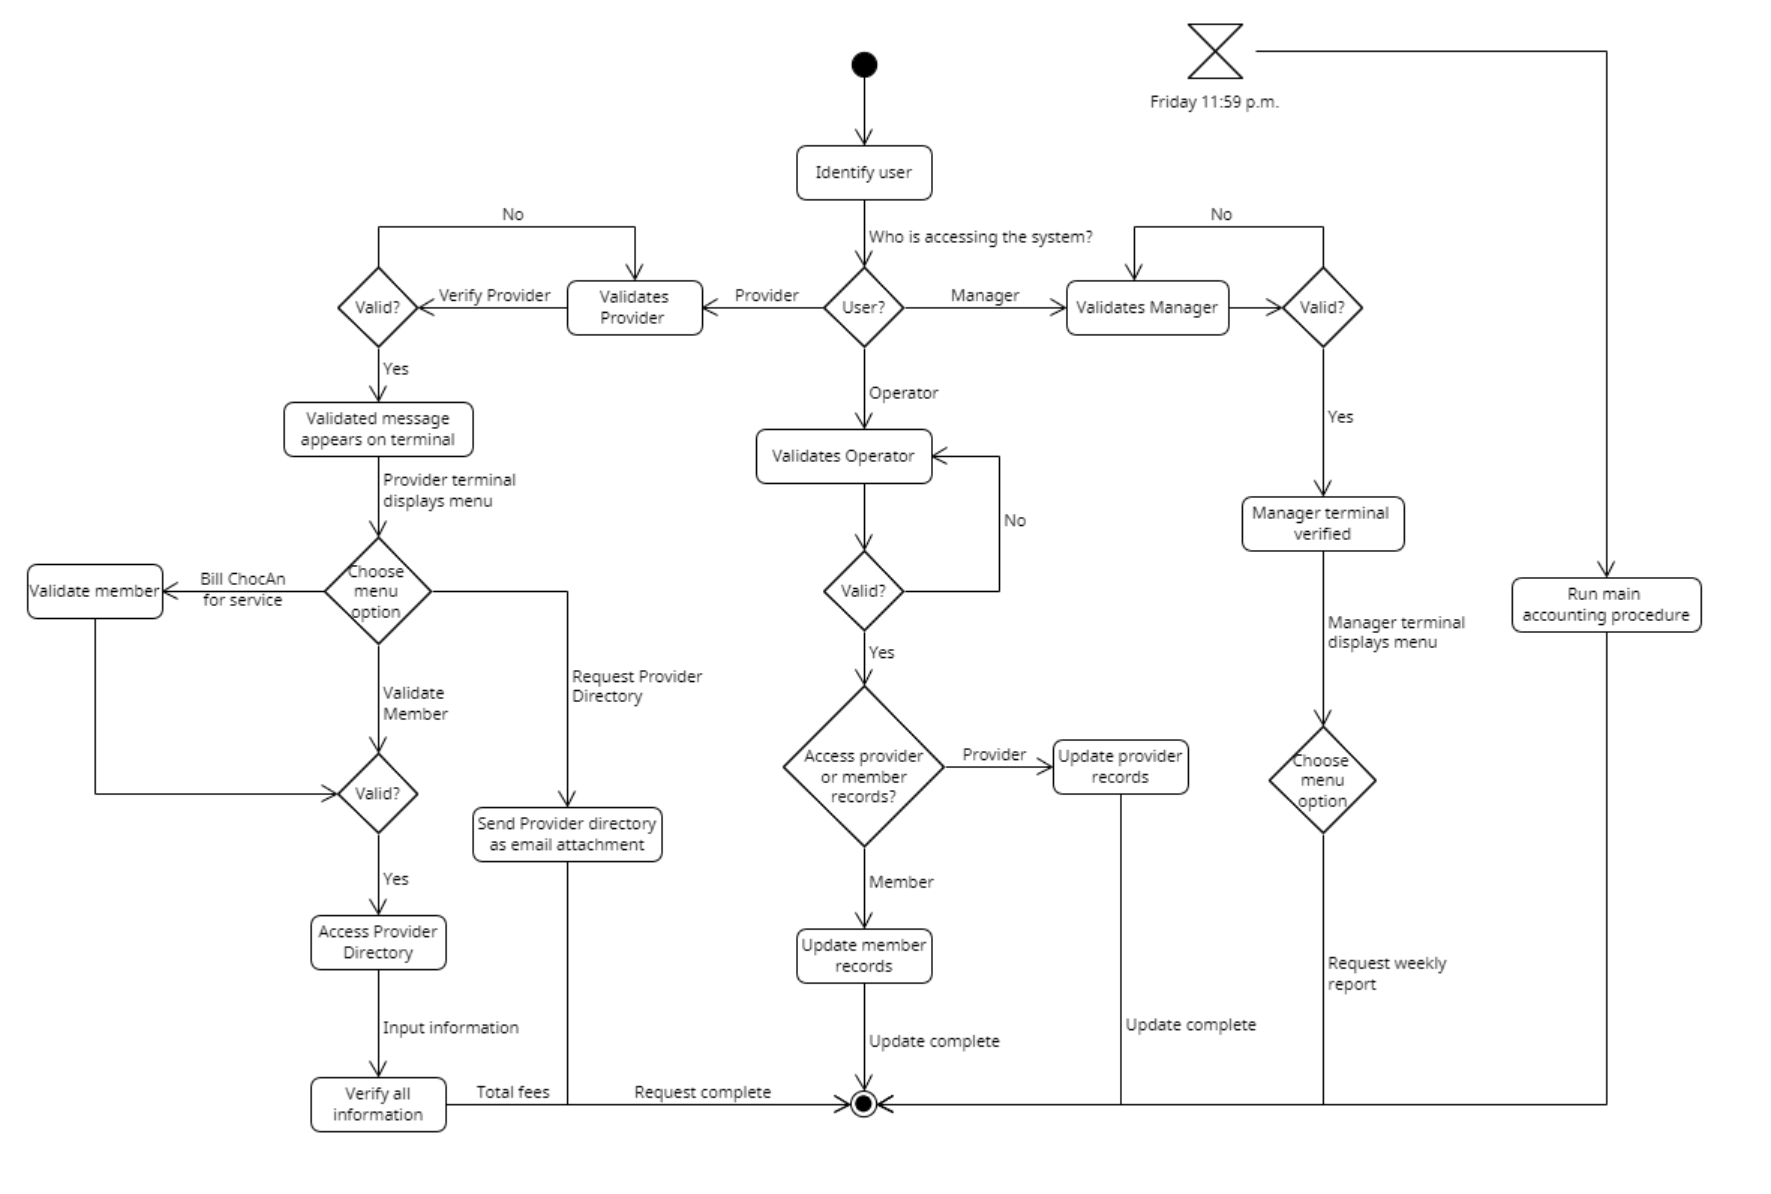 Friday 11:59 p.m.
Identify user
No
No
Who is accessing the system?
Valid?
Verify Provider
Validates
Provider
Provider
User?
Manager
Validates Manager
Valid?
Yes
Operator
Validated message
appears on terminal
Yes
Validates Operator
Provider terminal
displays menu
No
Manager terminal
verified
Validate member
Bill ChocAn
for service
Choose
menu
option
Valid?
Run main
accounting procedure
Yes
Manager terminal
displays menu
Request Provider
Directory
Validate
Member
Access provider
or member
records?
Provider
Update provider
records
Choose
menu
option
Valid?
Send Provider directory
as email attachment
Yes
Member
Access Provider
Directory
Update member
records
Request weekly
report
Input information
Update complete
Update complete
Verify all
information
Total fees
Request complete